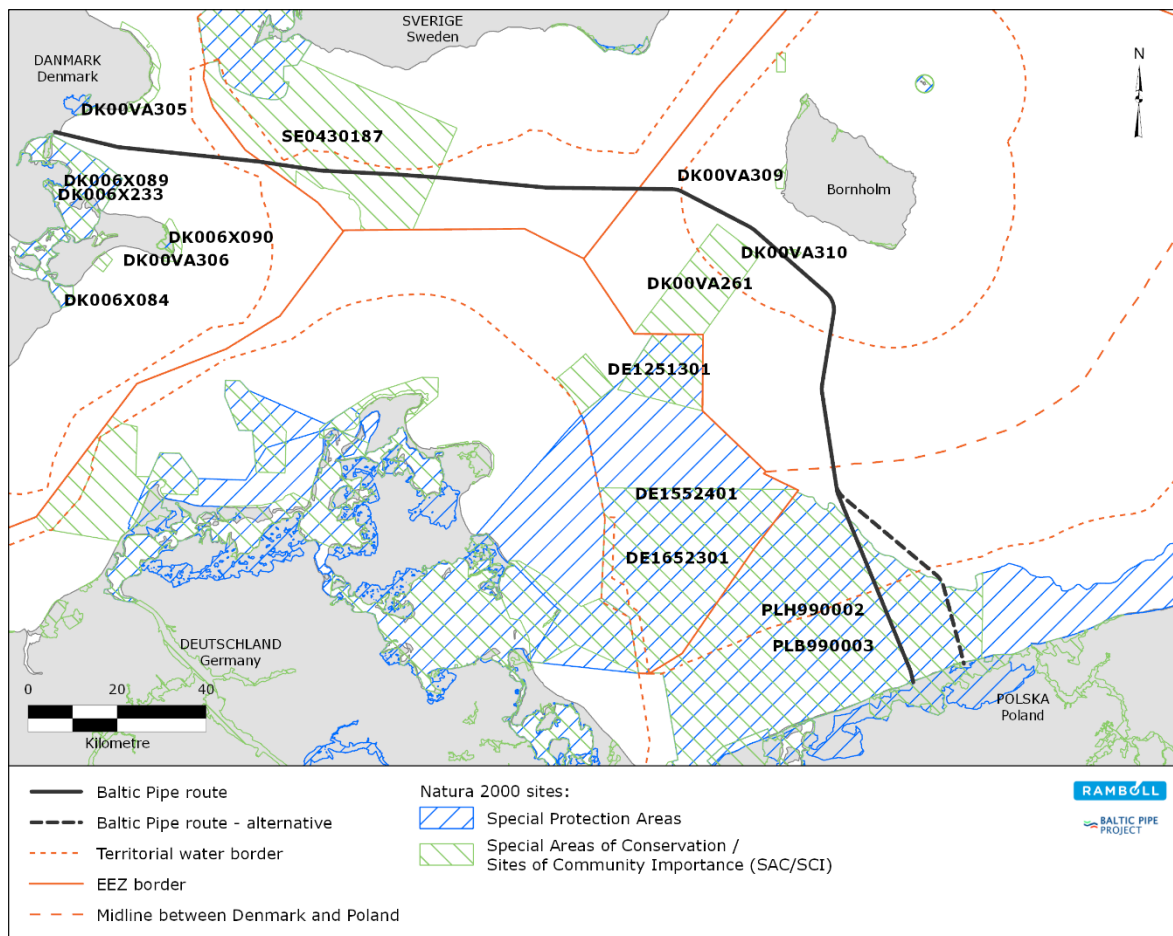 SVERIGE
Sweden
DANMARK
Denmark
N
DK00VA305
SE0430187
DK006X089
DK006X233
DK00VA309
Bornholm
DK006X090
DK00VA306
DK00VA310
DK00VA261
DK006X084
DE1251301
DE1552401
DE1652301
PLH990002
PLB990003
DEUTSCHLAND
Germany
POLSKA
Poland
0 20 40
Kilometre
Baltic Pipe route
Baltic Pipe route - alternative
Territorial water border
EEZ border
Midline between Denmark and Poland
Natura 2000 sites:
Special Protection Areas
Special Areas of Conservation /
Sites of Community Importance (SAC/SCI)
RAMBOLL
BALTIC PIPE
PROJECT